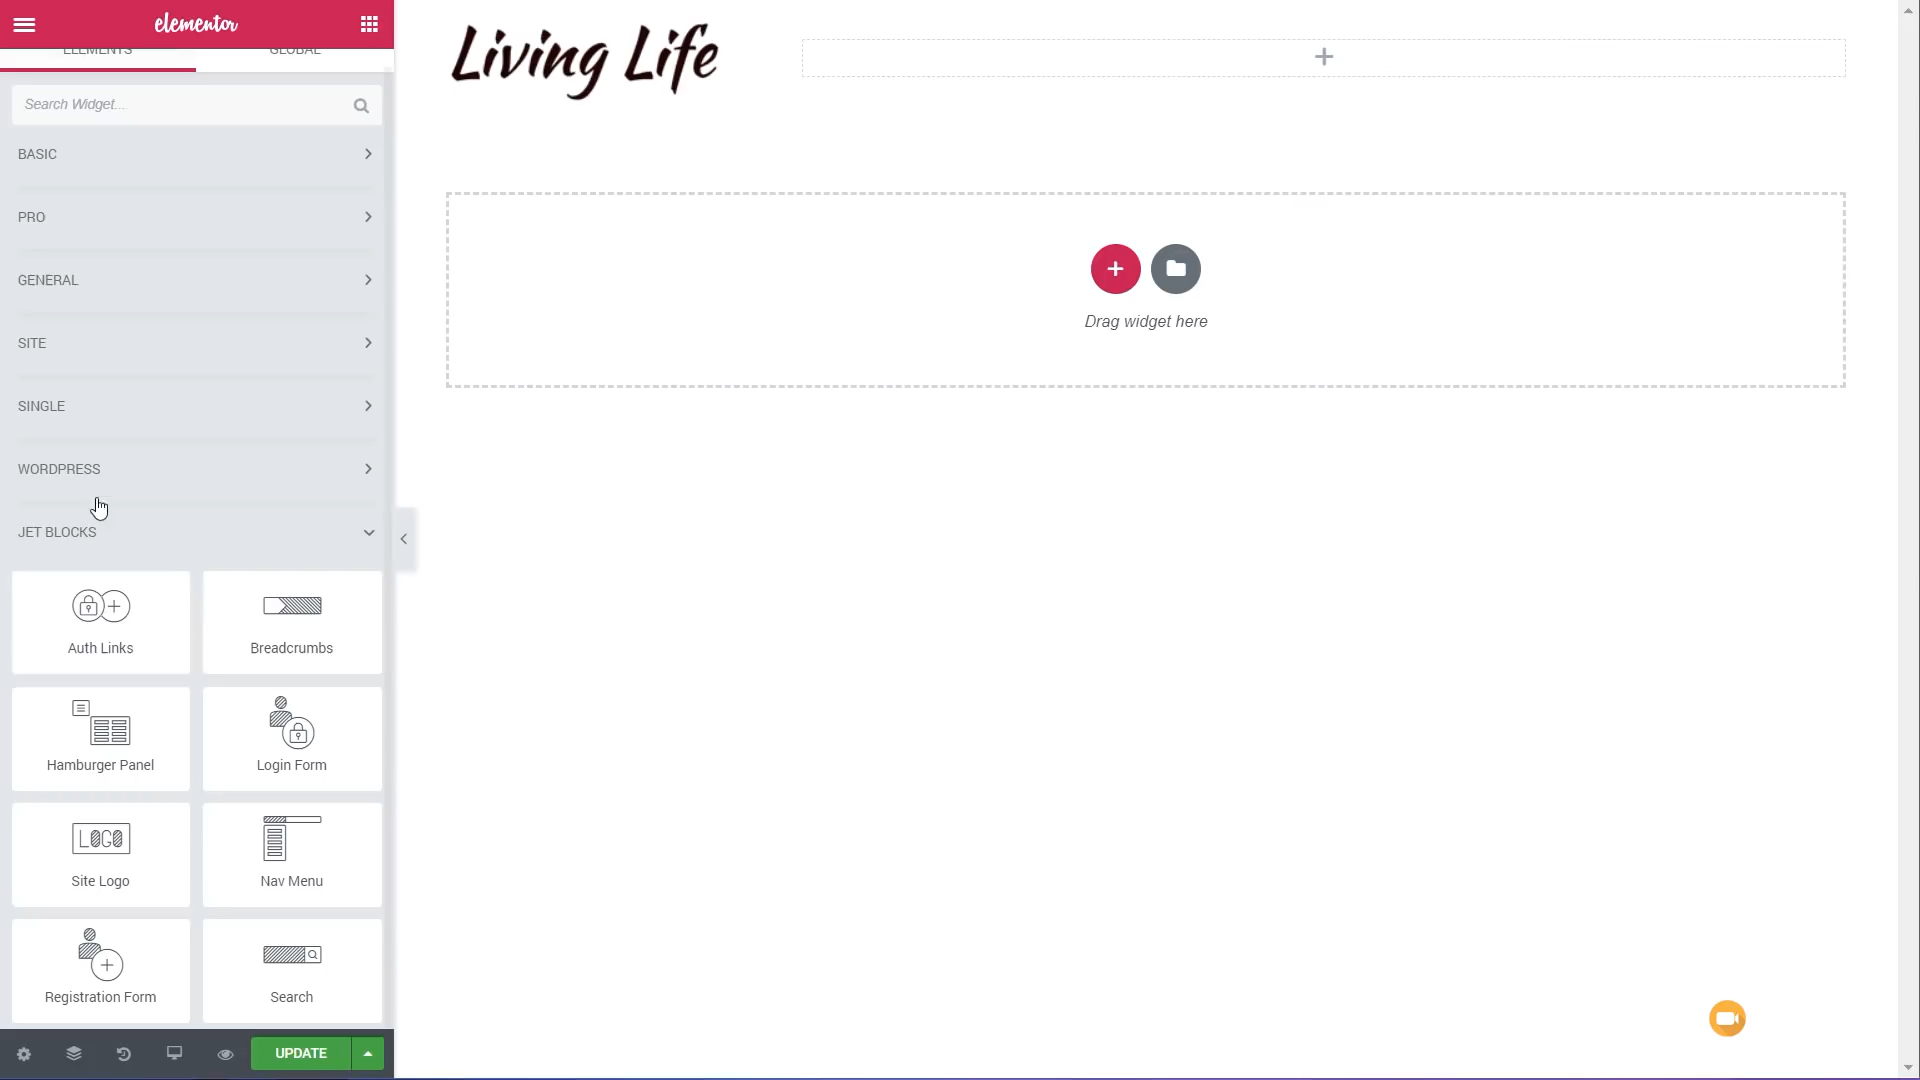 elementor
ELEMENTS
GLOBAL
Search Widget...
BASIC
PRO
GENERAL
SITE
SINGLE
WORDPRESS
JET BLOCKS
Auth Links
Breadcrumbs
Hamburger Panel
Login Form
LOGO
Site Logo
Nav Menu
Registration Form
Search
UPDATE
Living Life
Drag widget here